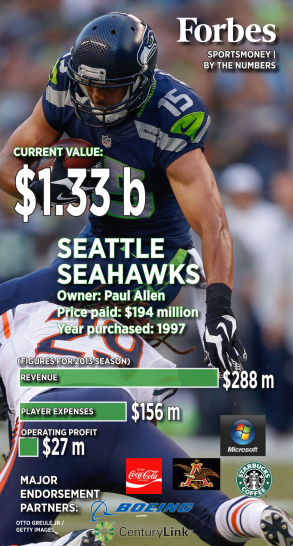 Forbes
SPORTSMONEY |
BY THE NUMBERS
15
CURRENT VALUE:
$1.33 b
SEATTLE
SEAHAWKS
Owner: Paul Allen
Price paid: $194 million
Year purchased: 1997
(FIGURES FOR 2013 SEASON)
REVENUE
$288 m
PLAYER EXPENSES
$156 m
OPERATING PROFIT
$27 m
Microsoft
MAJOR
ENDORSEMENT
PARTNERS:
Coca-Cola
STARBUCKS
COFFEE
BOEING
OTTO GREULE JR /
GETTY IMAGES
CenturyLink